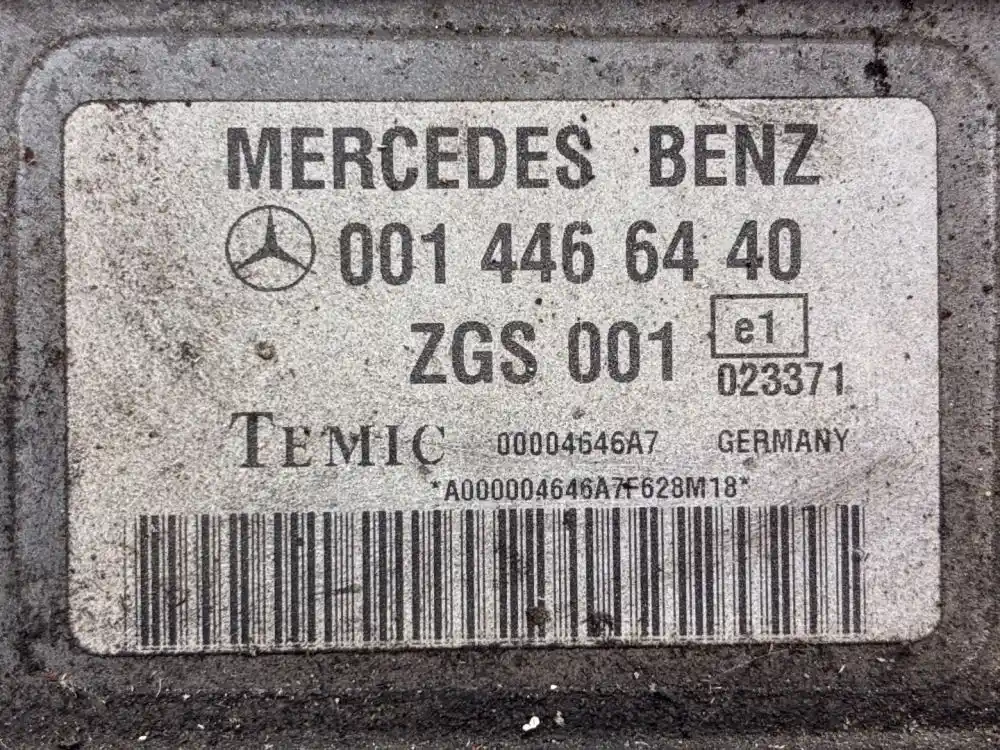 MERCEDES BENZ
001 446 64 40
ZGS 001 e1
023371
TEMIC 00004646A7 GERMANY
*A000004646A7F628M18*